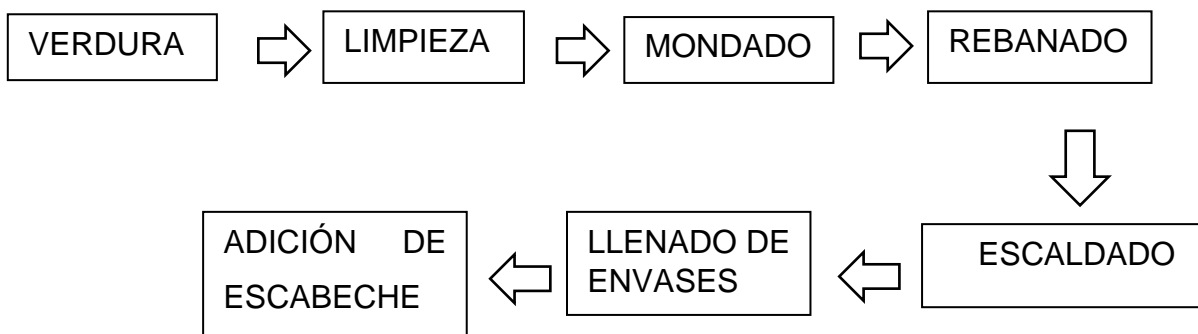 VERDURA
LIMPIEZA
MONDADO
REBANADO
ESCALDADO
LLENADO DE
ENVASES
ADICIÓN DE
ESCABECHE